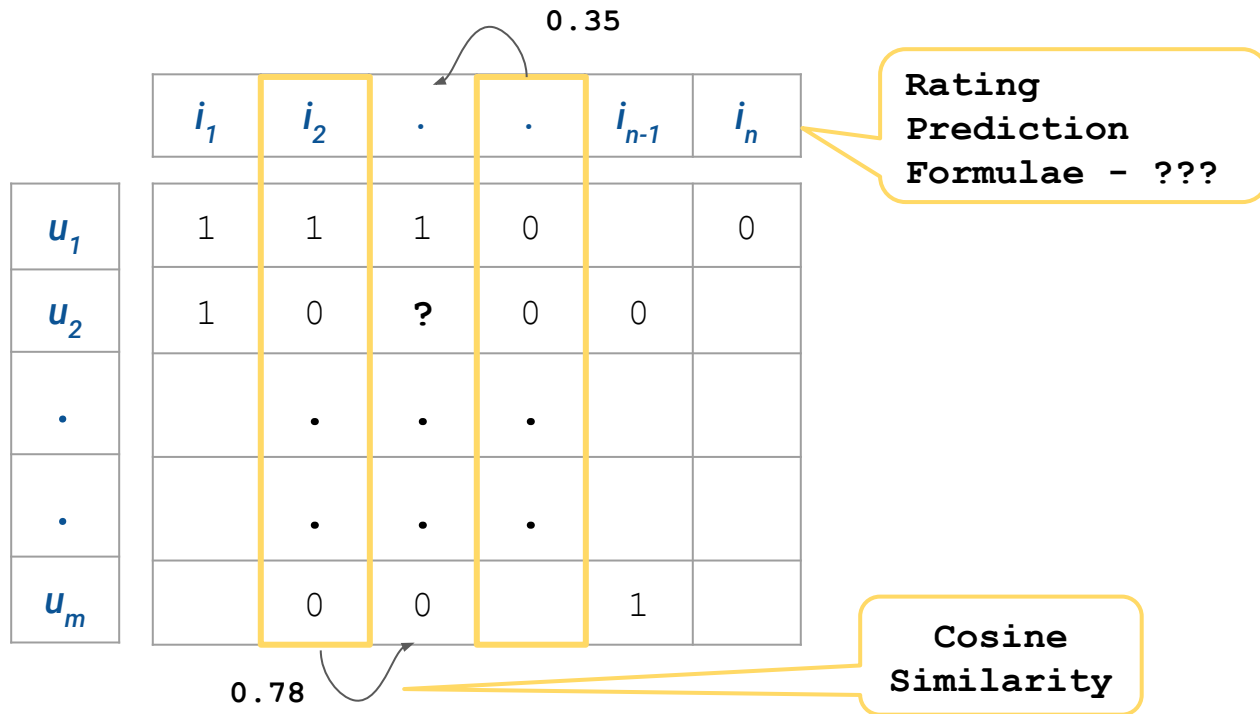 0.35
i1 i2 . . in-1 in
Rating
Prediction
Formulae - ???
u1 1 1 1 0 0
u2 1 0 ? 0 0
. . . .
. . . .
um 0 0 1
0.78
Cosine
Similarity